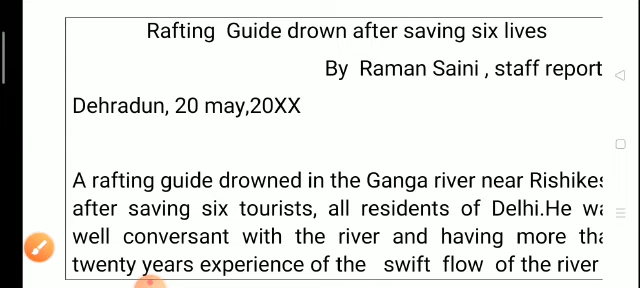 Rafting Guide drown after saving six lives
By Raman Saini , staff report
Dehradun, 20 may,20XX
A rafting guide drowned in the Ganga river near
after saving six tourists, all residents of Delhi.He
well conversant with the river and having more
twenty years experience of the swift flow of the river